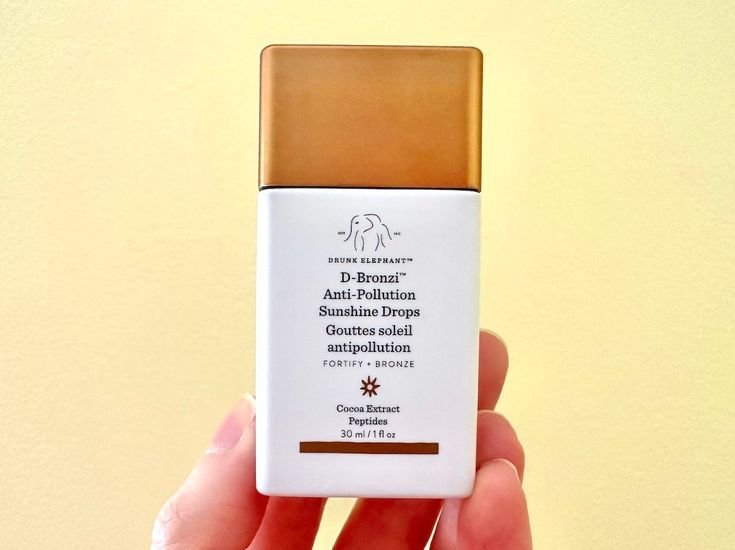 DRUNK ELEPHANT™
D-Bronzi™
Anti-Pollution
Sunshine Drops
Gouttes soleil
antipollution
FORTIFY + BRONZE
Cocoa Extract
Peptides
30 ml / 1 fl oz